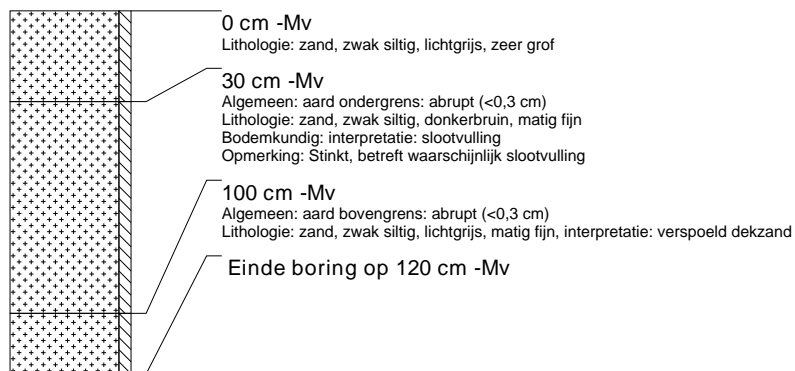 0 cm -Mv
Lithologie: zand, zwak siltig, lichtgrijs, zeer grof
30 cm -Mv
Algemeen: aard ondergrens: abrupt (<0,3 cm)
Lithologie: zand, zwak siltig, donkerbruin, matig fijn
Bodemkundig: interpretatie: slootvulling
Opmerking: Stinkt, betreft waarschijnlijk slootvulling
100 cm -Mv
Algemeen: aard bovengrens: abrupt (<0,3 cm)
Lithologie: zand, zwak siltig, lichtgrijs, matig fijn, interpretatie: verspoeld dekzand
Einde boring op 120 cm -Mv